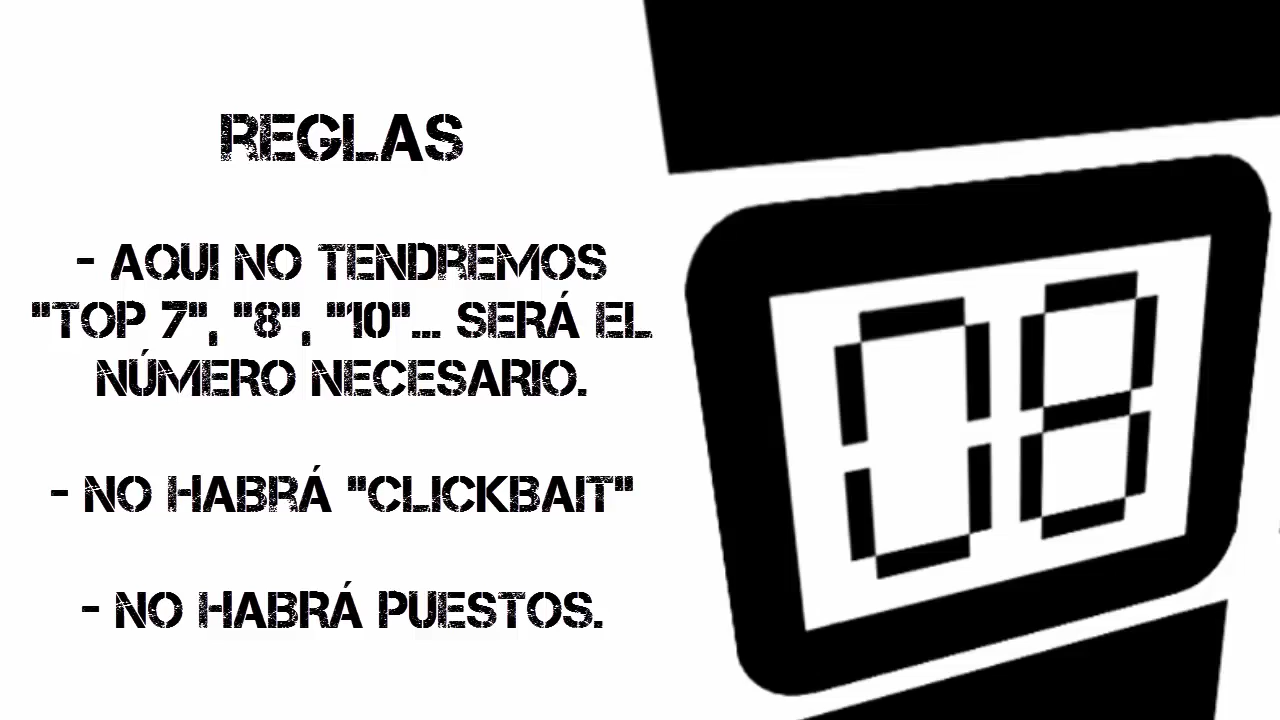 REGLAS
- AQUI NO TENDREMOS
"TOP 7", "8", "10"... SERÁ EL
NÚMERO NECESARIO.
- NO HABRÁ "CLICKBAIT"
- NO HABRÁ PUESTOS.
08